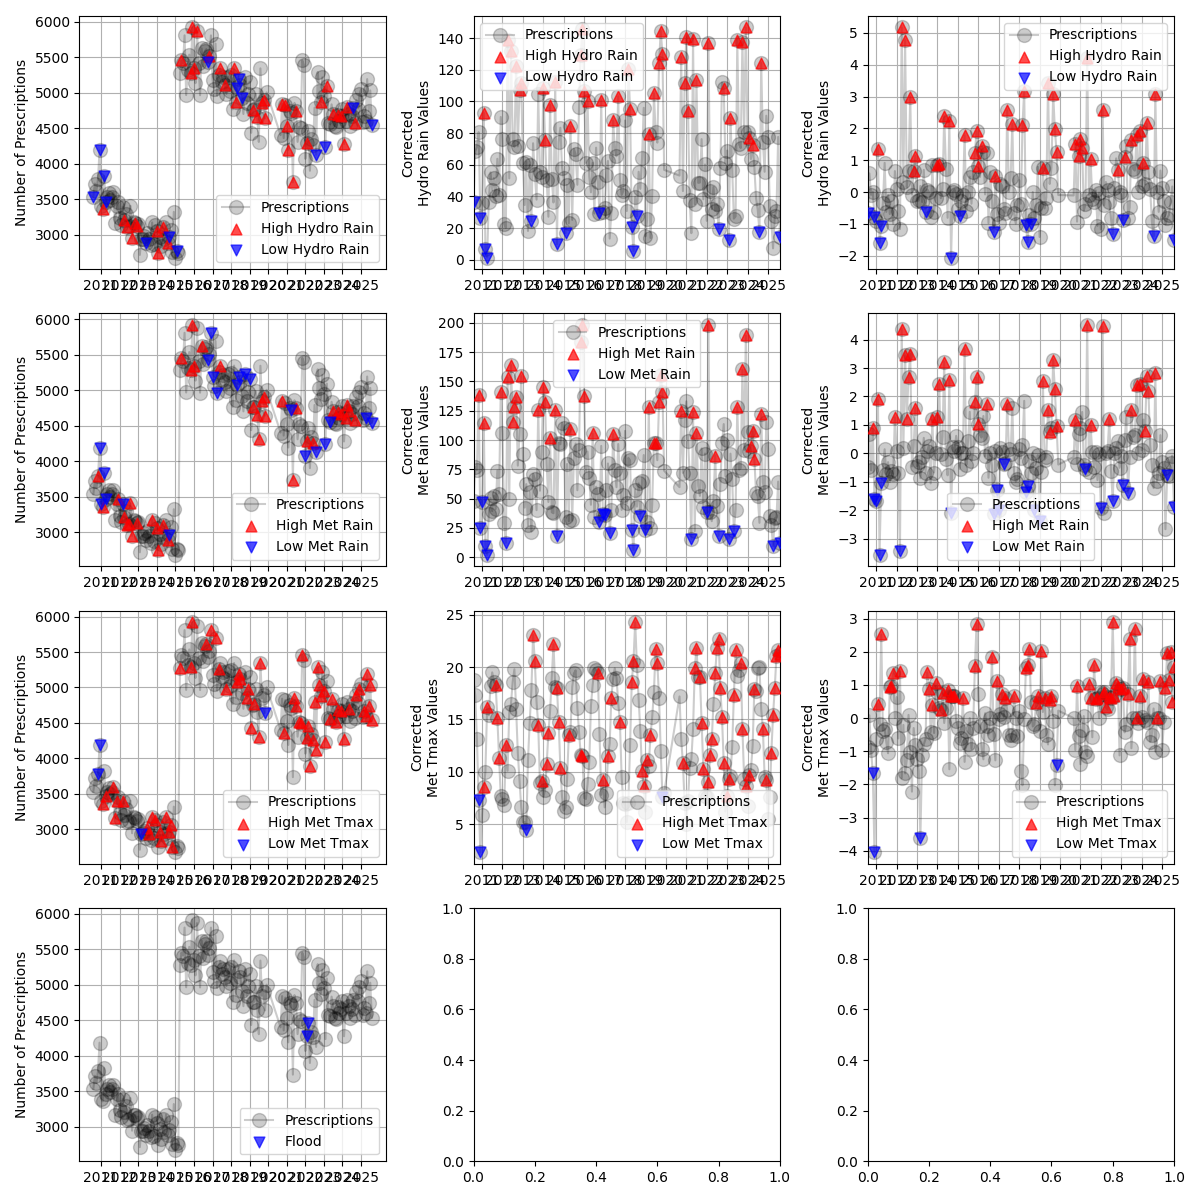 Number of Prescriptions
6000
5500
5000
4500
4000
3500
3000
Prescriptions
High Hydro Rain
Low Hydro Rain
Corrected
Hydro Rain Values
140
120
100
80
60
40
20
0
Prescriptions
High Hydro Rain
Low Hydro Rain
Corrected
Hydro Rain Values
5
4
3
2
1
0
−1
−2
Prescriptions
High Hydro Rain
Low Hydro Rain
Number of Prescriptions
6000
5500
5000
4500
4000
3500
3000
Prescriptions
High Met Rain
Low Met Rain
Corrected
Met Rain Values
200
175
150
125
100
75
50
25
0
Prescriptions
High Met Rain
Low Met Rain
Corrected
Met Rain Values
4
3
2
1
0
−1
−2
−3
Prescriptions
High Met Rain
Low Met Rain
Number of Prescriptions
6000
5500
5000
4500
4000
3500
3000
Prescriptions
High Met Tmax
Low Met Tmax
Corrected
Met Tmax Values
25
20
15
10
5
Prescriptions
High Met Tmax
Low Met Tmax
Corrected
Met Tmax Values
3
2
1
0
−1
−2
−3
−4
Prescriptions
High Met Tmax
Low Met Tmax
Number of Prescriptions
6000
5500
5000
4500
4000
3500
3000
Prescriptions
Flood
1.0
0.8
0.6
0.4
0.2
0.0
0.0 0.2 0.4 0.6 0.8 1.0
1.0
0.8
0.6
0.4
0.2
0.0
0.0 0.2 0.4 0.6 0.8 1.0